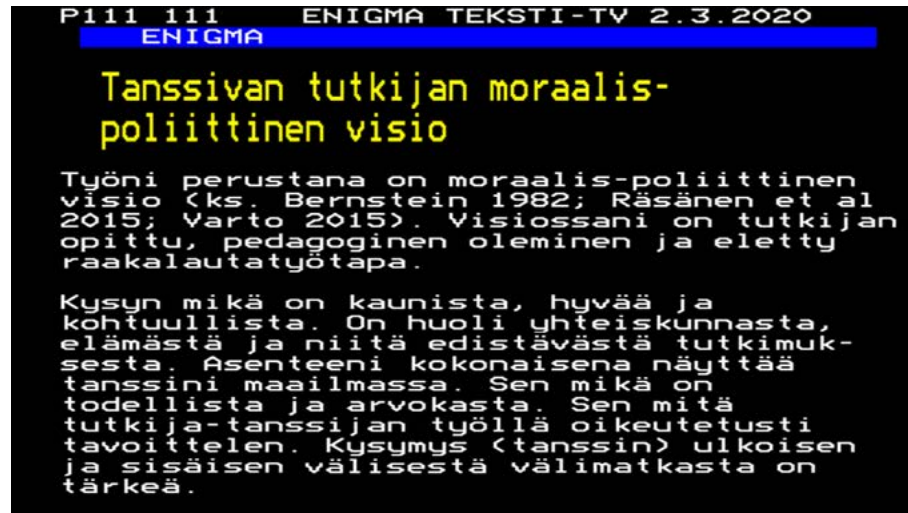 P111 111 ENIGMA TEKSTI-TV 2.3.2020
ENIGMA
Tanssivan tutkijan moraalis-
poliittinen visio
Työni perustana on moraalis-poliittinen
visio (ks. Bernstein 1982; Räsänen et al
2015; Varto 2015). Visiossani on tutkijan
opittu, pedagoginen oleminen ja eletty
raakalautatyötapa.
Kysyn mikä on kaunista, hyvää ja
kohtuullista. On huoli yhteiskunnasta,
elämästä ja niitä edistävästä tutkimuk-
sesta. Asenteeni kokonaisena näyttää
tanssini maailmassa. Sen mikä on
todellista ja arvokasta. Sen mitä
tutkija-tanssijan työllä oikeutetusti
tavoittelen. Kysymys (tanssin) ulkoisen
ja sisäisen välisestä välimatkasta on
tärkeä.